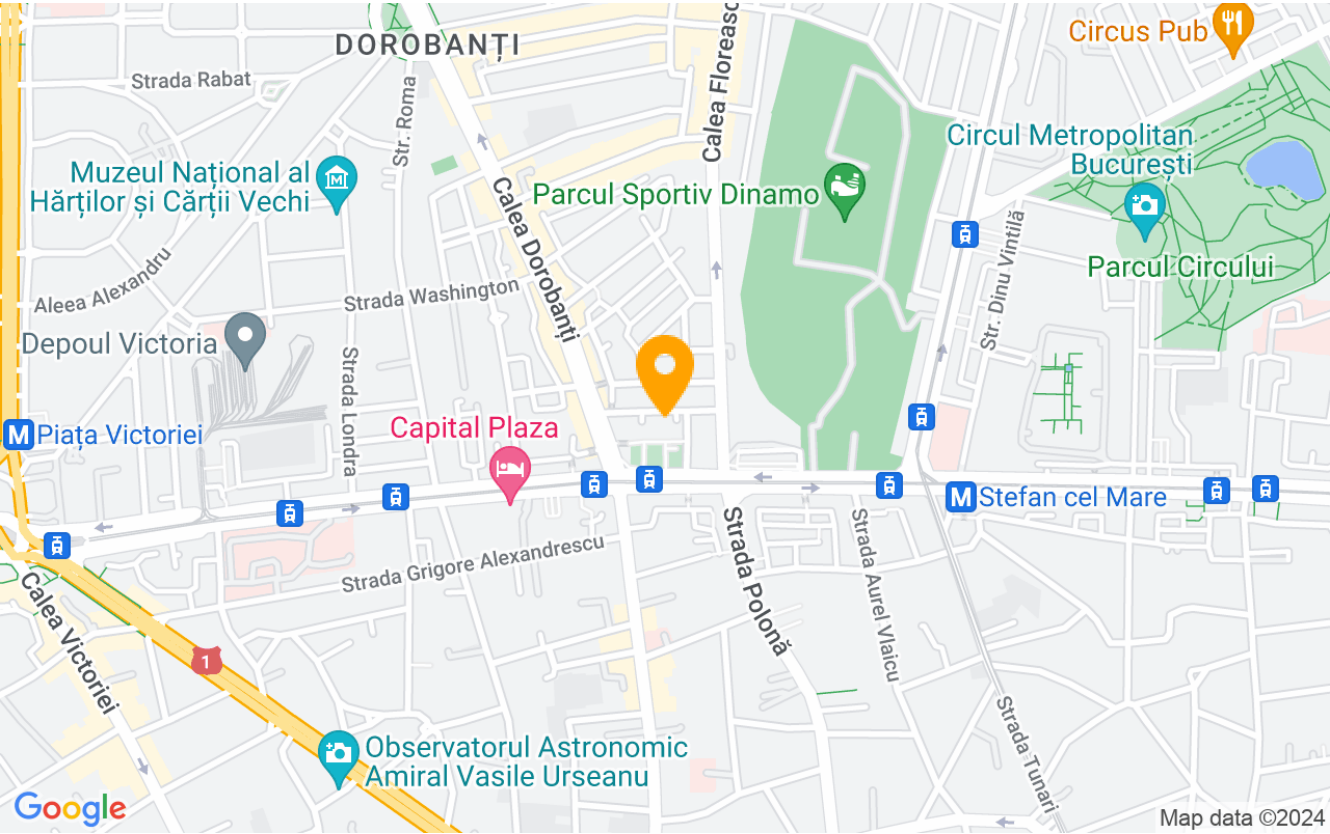 Circus Pub
DOROBANȚI
Strada Rabat
Str. Roma
Calea Floreasc
Circul Metropolitan
București
Muzeul Național al
Hărților și Cărții Vechi
Parcul Sportiv Dinamo
Calea Dorobanți
Str. Dinu Vintilă
Parcul Circului
Aleea Alexandru
Strada Washington
Depoul Victoria
Strada Londra
Capital Plaza
M Piața Victoriei
M Stefan cel Mare
Strada Grigore Alexandrescu
Strada Polonă
Strada Aurel Vlaicu
Calea Victoriei
1
Strada Tunari
Observatorul Astronomic
Amiral Vasile Urseanu
Google
Map data ©2024